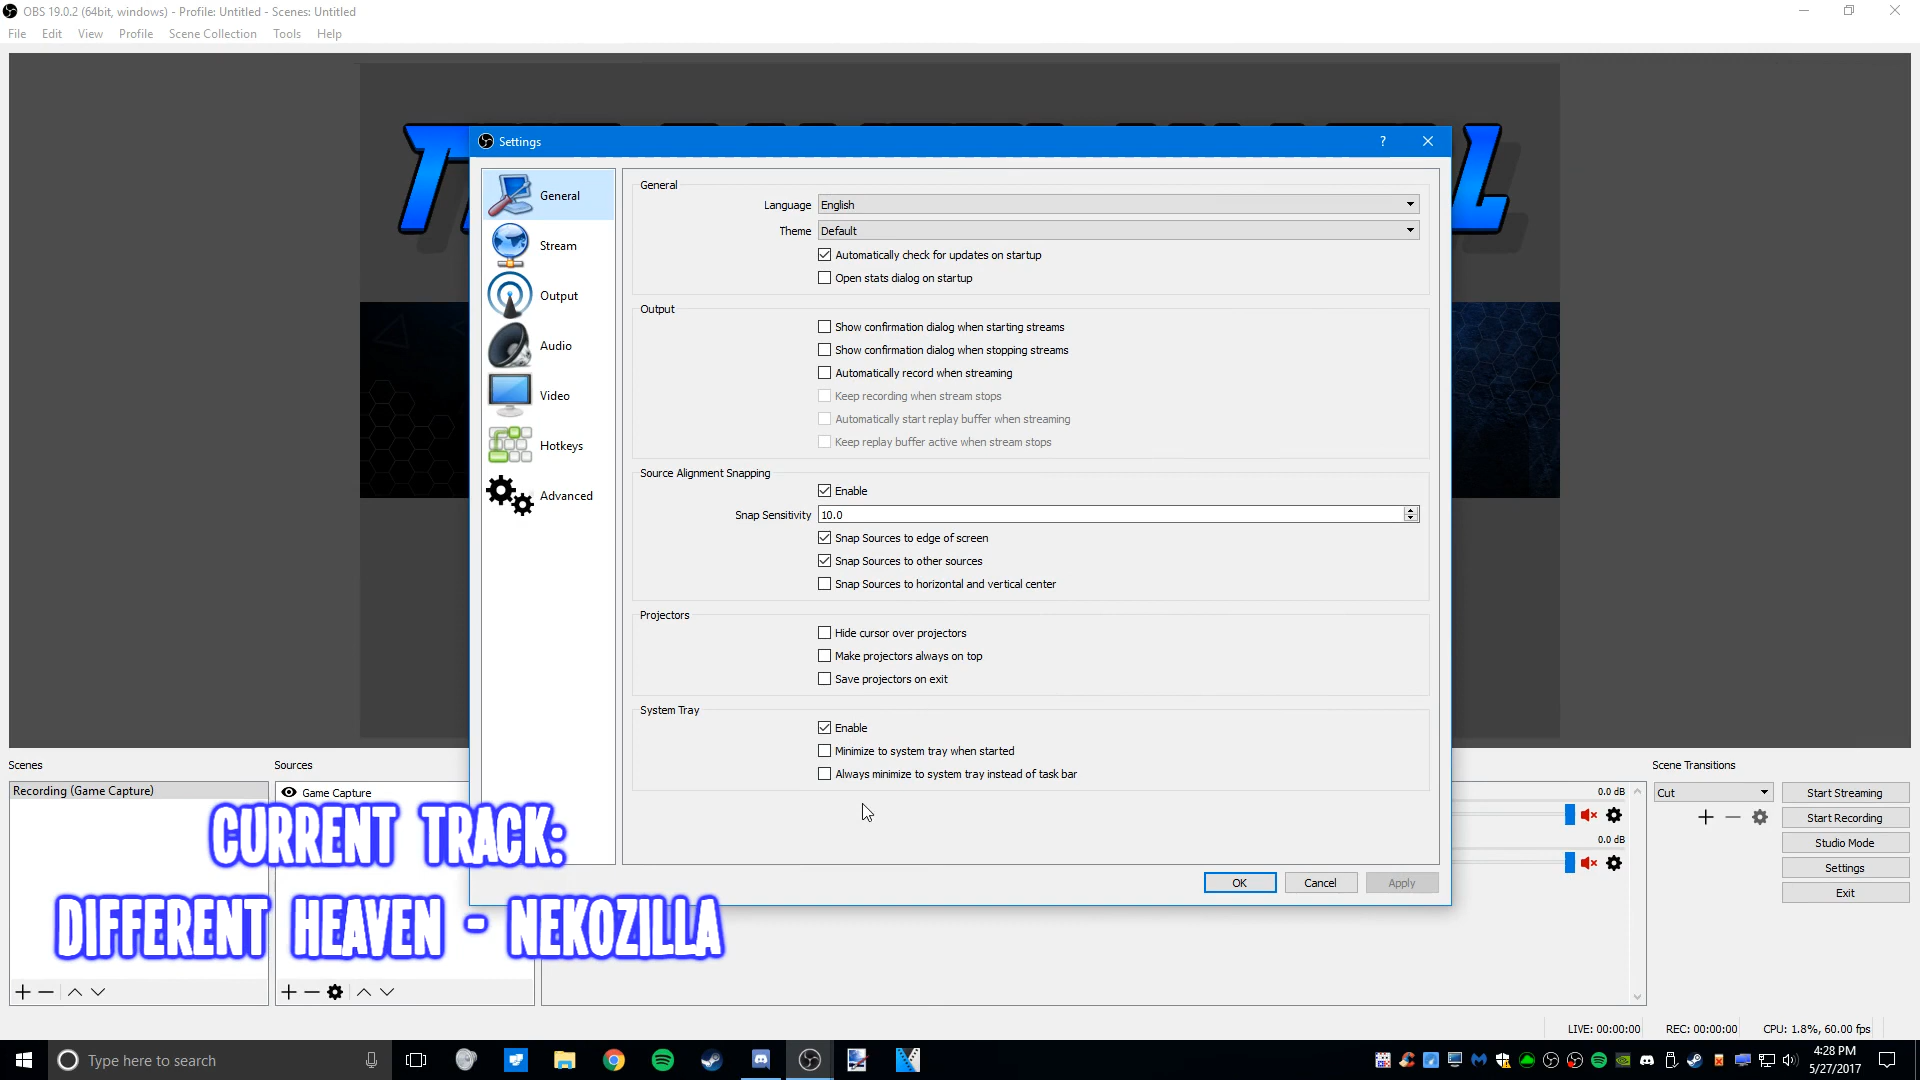 OBS 19.0.2 (64bit, windows) - Profile: Untitled - Scenes: Untitled
File Edit View Profile Scene Collection Tools Help
Settings
?
General
Stream
Output
Audio
Video
Hotkeys
Advanced
General
Language English
Theme Default
Automatically check for updates on startup
Open stats dialog on startup
Output
Show confirmation dialog when starting streams
Show confirmation dialog when stopping streams
Automatically record when streaming
Keep recording when stream stops
Automatically start replay buffer when streaming
Keep replay buffer active when stream stops
Source Alignment Snapping
Enable
Snap Sensitivity 10.0
Snap Sources to edge of screen
Snap Sources to other sources
Snap Sources to horizontal and vertical center
Projectors
Hide cursor over projectors
Make projectors always on top
Save projectors on exit
System Tray
Enable
Minimize to system tray when started
Always minimize to system tray instead of task bar
OK Cancel Apply
Scenes
Recording (Game Capture)
Sources
Game Capture
0.0 dB
0.0 dB
Scene Transitions
Cut
Start Streaming
Start Recording
Studio Mode
Settings
Exit
CURRENT TRACK:
DIFFERENT HEAVEN - NEKOZILLA
LIVE: 00:00:00 REC: 00:00:00 CPU: 1.8%, 60.00 fps
Type here to search
4:28 PM
5/27/2017